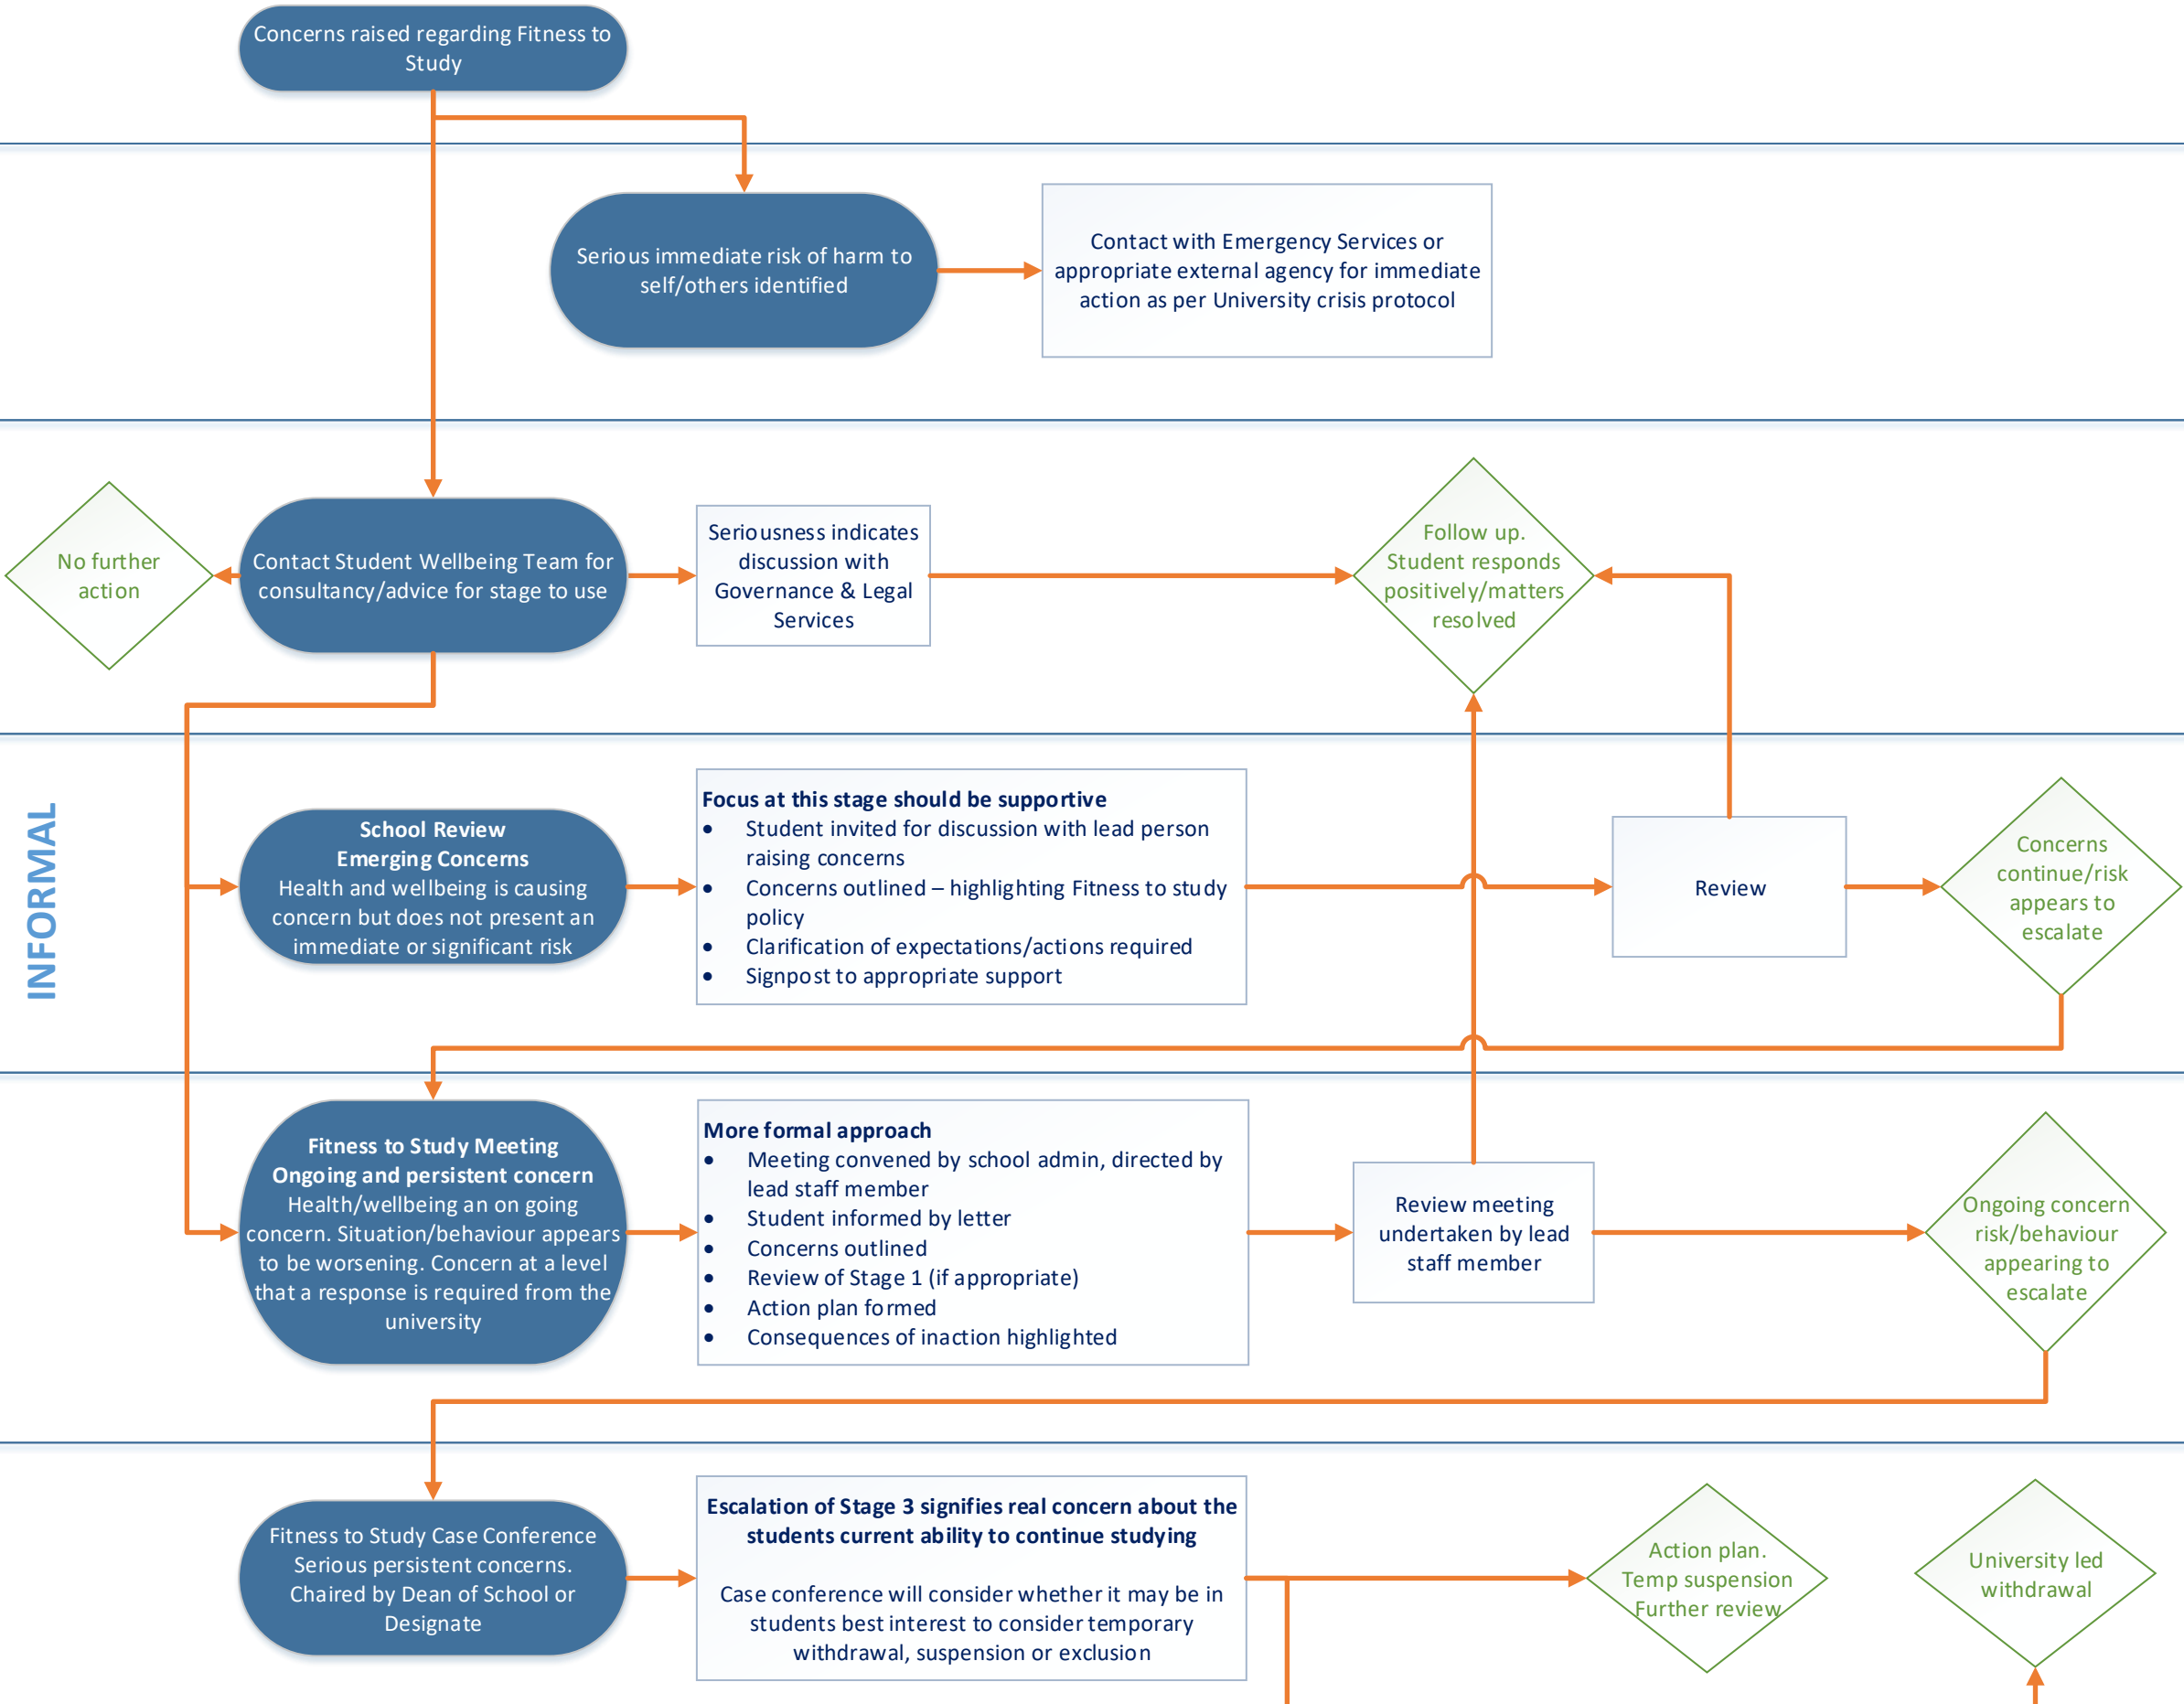 Concerns raised regarding Fitness to
Study
Serious immediate risk of harm to
self/others identified
Contact with Emergency Services or
appropriate external agency for immediate
action as per University crisis protocol
No further
action
Contact Student Wellbeing Team for
consultancy/advice for stage to use
Seriousness indicates
discussion with
Governance & Legal
Services
Follow up.
Student responds
positively/matters
resolved
INFORMAL
School Review
Emerging Concerns
Health and wellbeing is causing
concern but does not present an
immediate or significant risk
Focus at this stage should be supportive
• Student invited for discussion with lead person
raising concerns
• Concerns outlined – highlighting Fitness to study
policy
• Clarification of expectations/actions required
• Signpost to appropriate support
Review
Concerns
continue/risk
appears to
escalate
Fitness to Study Meeting
Ongoing and persistent concern
Health/wellbeing an on going
concern. Situation/behaviour appears
to be worsening. Concern at a level
that a response is required from the
university
More formal approach
• Meeting convened by school admin, directed by
lead staff member
• Student informed by letter
• Concerns outlined
• Review of Stage 1 (if appropriate)
• Action plan formed
• Consequences of inaction highlighted
Review meeting
undertaken by lead
staff member
Ongoing concern
risk/behaviour
appearing to
escalate
Fitness to Study Case Conference
Serious persistent concerns.
Chaired by Dean of School or
Designate
Escalation of Stage 3 signifies real concern about the
students current ability to continue studying
Case conference will consider whether it may be in
students best interest to consider temporary
withdrawal, suspension or exclusion
Action plan.
Temp suspension
Further review
University led
withdrawal